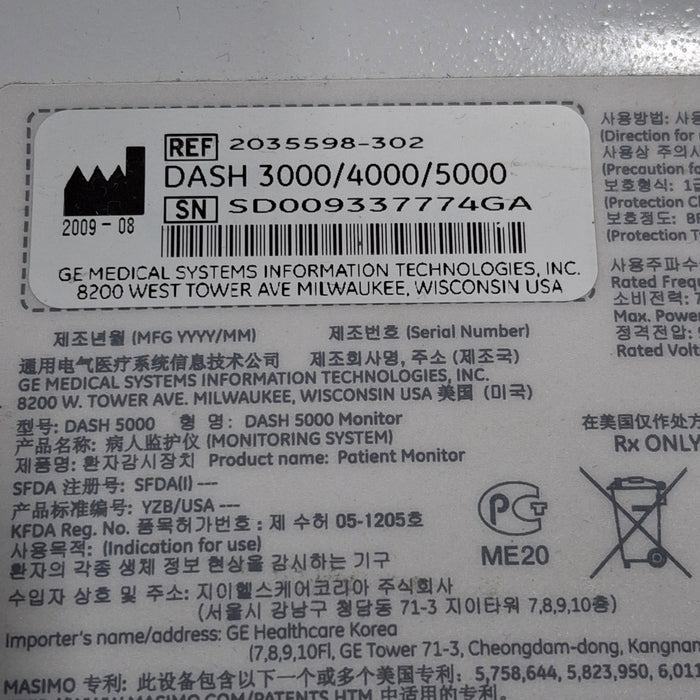 REF 2035598-302
DASH 3000/4000/5000
SN SD009337774GA
2009-08
GE MEDICAL SYSTEMS INFORMATION TECHNOLOGIES, INC.
8200 WEST TOWER AVE MILWAUKEE, WISCONSIN USA
제조년월 (MFG YYYY/MM) 제조번호 (Serial Number)
通用电气医疗系统信息技术公司 제조회사명, 주소 (제조국)
GE MEDICAL SYSTEMS INFORMATION TECHNOLOGIES, INC.
8200 W. TOWER AVE. MILWAUKEE, WISCONSIN USA 美国 (미국)
型号: DASH 5000 형 명: DASH 5000 Monitor
产品名称: 病人监护仪 (MONITORING SYSTEM)
제품명: 환자감시장치 Product name: Patient Monitor
SFDA 注册号: SFDA(I) ---
产品标准编号: YZB/USA ---
KFDA Reg. No. 품목허가번호: 제 수허 05-1205호
사용목적: (Indication for use)
환자의 각종 생체 정보 현상을 감시하는 기구
수입자 상호 및 주소: 지이헬스케어코리아 주식회사
(서울시 강남구 청담동 71-3 지이타워 7,8,9,10층)
Importer's name/address: GE Healthcare Korea
(7,8,9,10Fl, GE Tower 71-3, Cheongdam-dong, Kangnam
MASIMO 专利: 此设备包含以下一个或多个美国专利: 5,758,644, 5,823,950, 6,01
사용방법: 사용
(Direction for
사용상 주의사
(Precaution fo
보호형식: 1급
(Protection Cl
보호정도: B
(Protection T
사용주파수
Rated Frequ
소비전력: 7
Max. Powe
정격전압:
Rated Volt
在美国仅作处方
Rx ONLY
PCT
ME20